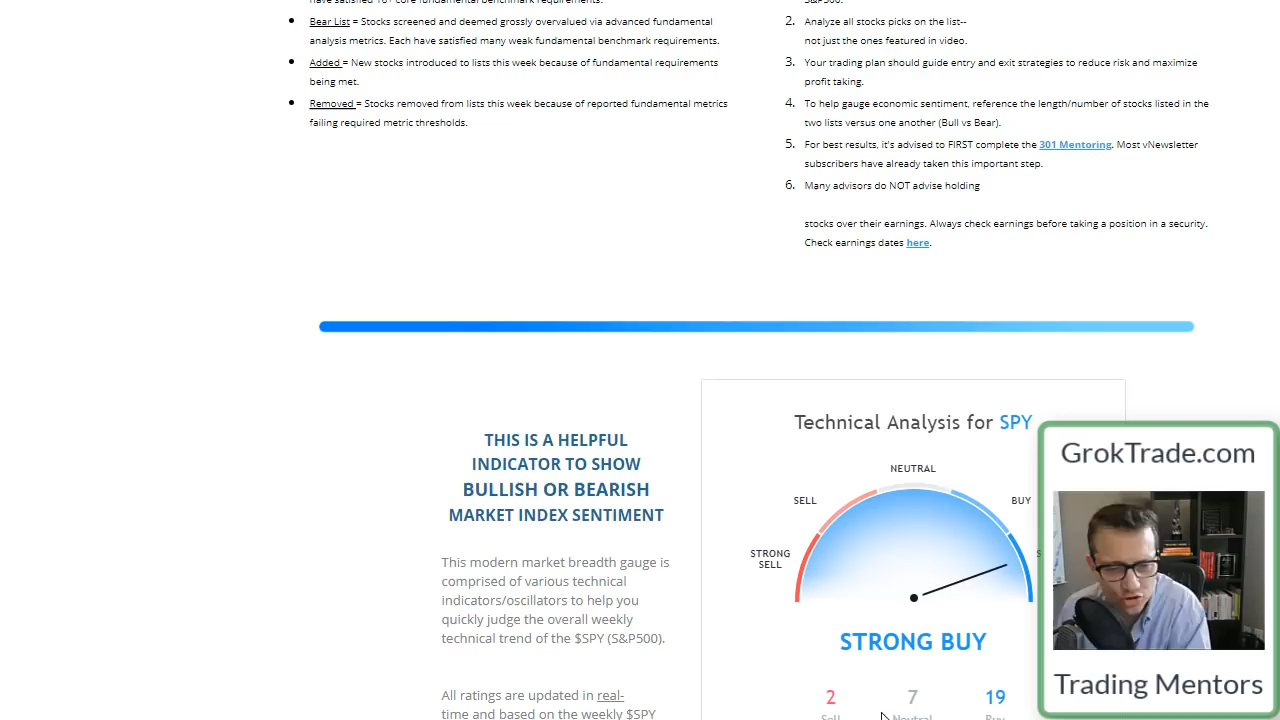 have satisfied 10+ core fundamental benchmark requirements.
Bear List = Stocks screened and deemed grossly overvalued via advanced fundamental
analysis metrics. Each have satisfied many weak fundamental benchmark requirements.
Added = New stocks introduced to lists this week because of fundamental requirements
being met.
Removed = Stocks removed from lists this week because of reported fundamental metrics
failing required metric thresholds.
S&P500.
2. Analyze all stocks picks on the list--
not just the ones featured in video.
3. Your trading plan should guide entry and exit strategies to reduce risk and maximize
profit taking.
4. To help gauge economic sentiment, reference the length/number of stocks listed in the
two lists versus one another (Bull vs Bear).
5. For best results, it's advised to FIRST complete the 301 Mentoring. Most vNewsletter
subscribers have already taken this important step.
6. Many advisors do NOT advise holding
stocks over their earnings. Always check earnings before taking a position in a security.
Check earnings dates here.
THIS IS A HELPFUL
INDICATOR TO SHOW
BULLISH OR BEARISH
MARKET INDEX SENTIMENT
This modern market breadth gauge is
comprised of various technical
indicators/oscillators to help you
quickly judge the overall weekly
technical trend of the $SPY (S&P500).
All ratings are updated in real-
time and based on the weekly $SPY
Technical Analysis for SPY
NEUTRAL
SELL
BUY
STRONG
SELL
STRONG BUY
2 7 19
Sell Neutral Buy
GrokTrade.com
Trading Mentors